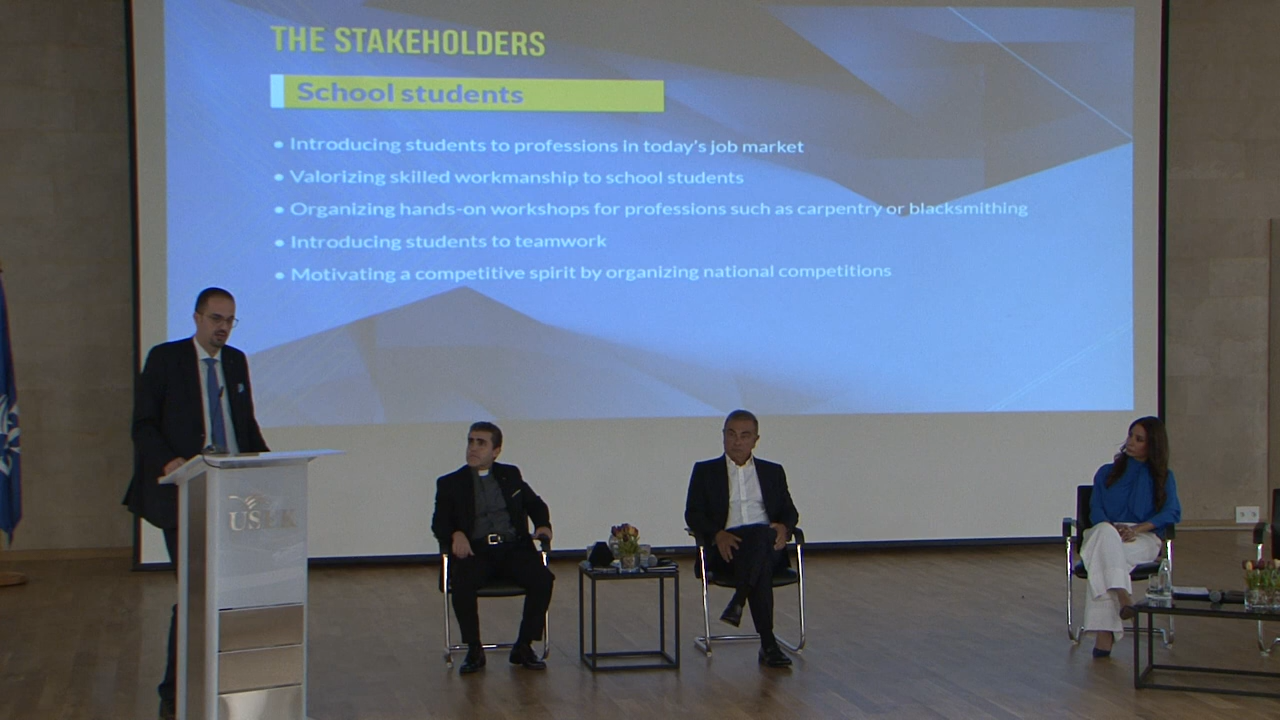 THE STAKEHOLDERS
School students
• Introducing students to professions in today's job market
• Valorizing skilled workmanship to school students
• Organizing hands-on workshops for professions such as carpentry or blacksmithing
• Introducing students to teamwork
• Motivating a competitive spirit by organizing national competitions
USEK